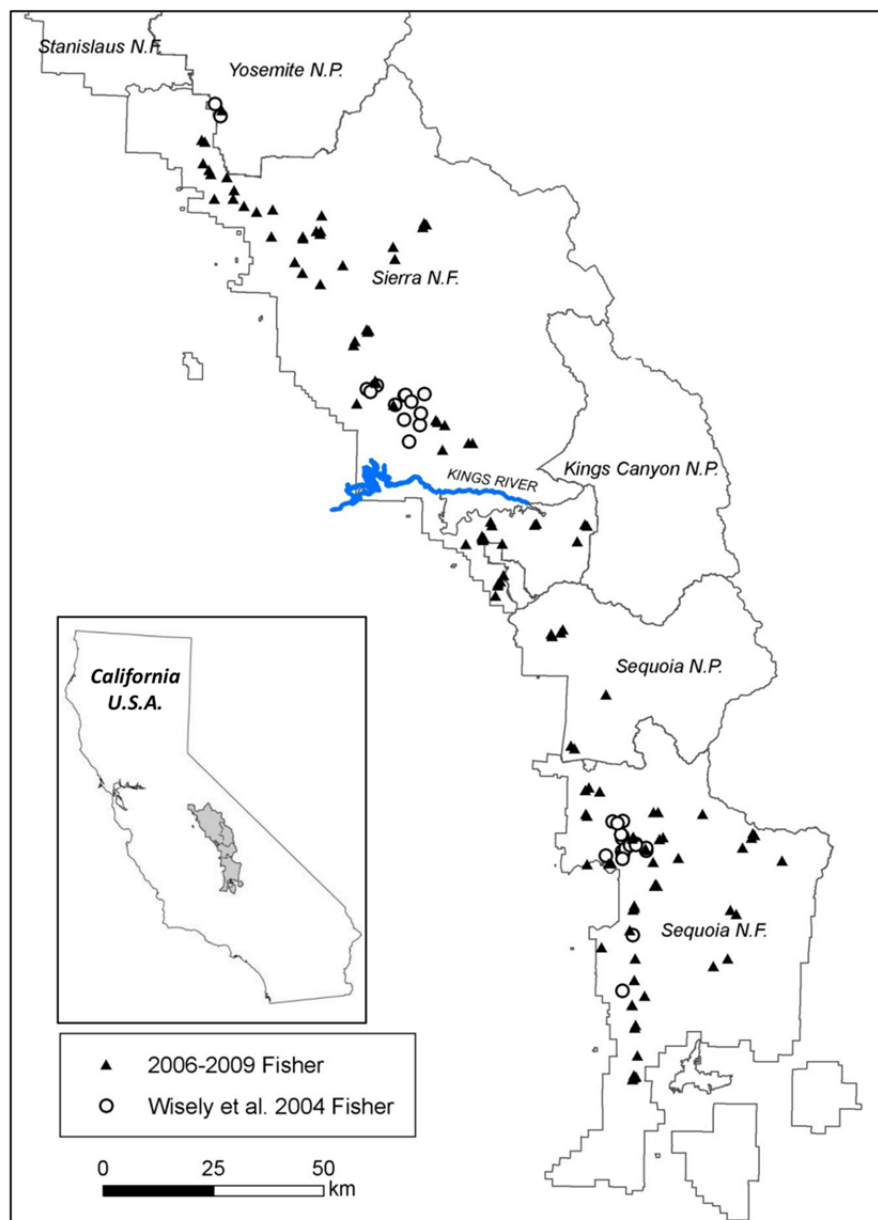 Stanislaus N.F.
Yosemite N.P.
Sierra N.F.
KINGS RIVER
Kings Canyon N.P.
Sequoia N.P.
California
U.S.A.
Sequoia N.F.
2006-2009 Fisher
Wisely et al. 2004 Fisher
0 25 50
km